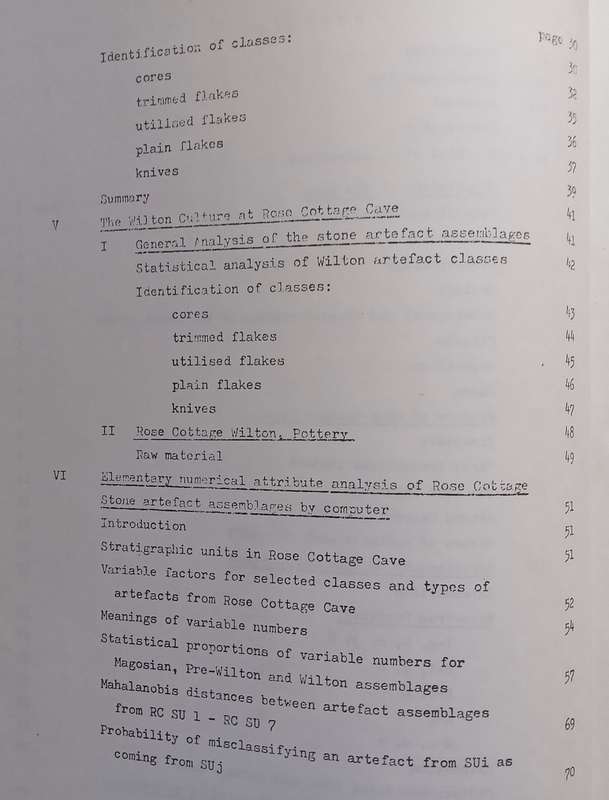 page
Identification of classes: 30
cores 30
trimmed flakes 32
utilised flakes 35
plain flakes 36
knives 37
Summary 39
V The Wilton Culture at Rose Cottage Cave 41
I General Analysis of the stone artefact assemblages 41
Statistical analysis of Wilton artefact classes 42
Identification of classes:
cores 43
trimmed flakes 44
utilised flakes 45
plain flakes 46
knives 47
II Rose Cottage Wilton, Pottery 48
Raw material 49
VI Elementary numerical attribute analysis of Rose Cottage
Stone artefact assemblages by computer 51
Introduction 51
Stratigraphic units in Rose Cottage Cave 51
Variable factors for selected classes and types of
artefacts from Rose Cottage Cave 52
Meanings of variable numbers 54
Statistical proportions of variable numbers for
Magosian, Pre-Wilton and Wilton assemblages 57
Mahalanobis distances between artefact assemblages
from RC SU 1 - RC SU 7 69
Probability of misclassifying an artefact from SUi as
coming from SUj 70